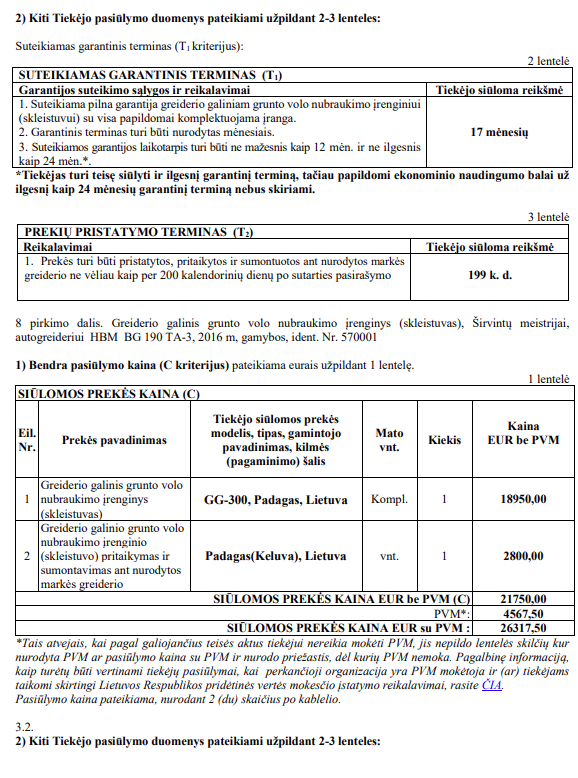 2) Kiti Tiekėjo pasiūlymo duomenys pateikiami užpildant 2-3 lenteles:
Suteikiamas garantinis terminas (T1 kriterijus):
2 lentelė
SUTEIKIAMAS GARANTINIS TERMINAS (T1)
Garantijos suteikimo sąlygos ir reikalavimai
Tiekėjo siūloma reikšmė
1. Suteikiama pilna garantija greiderio galiniam grunto volo nubraukimo įrenginiui
(skleistuvui) su visa papildomai komplektuojama įranga.
2. Garantinis terminas turi būti nurodytas mėnesiais.
3. Suteikiamos garantijos laikotarpis turi būti ne mažesnis kaip 12 mėn. ir ne ilgesnis
kaip 24 mėn.*.
17 mėnesių
*Tiekėjas turi teisę siūlyti ir ilgesnį garantinį terminą, tačiau papildomi ekonominio naudingumo balai už
ilgesnį kaip 24 mėnesių garantinį terminą nebus skiriami.
3 lentelė
PREKIŲ PRISTATYMO TERMINAS (T2)
Reikalavimai
Tiekėjo siūloma reikšmė
1. Prekės turi būti pristatytos, pritaikytos ir sumontuotos ant nurodytos markės
greiderio ne vėliau kaip per 200 kalendorinių dienų po sutarties pasirašymo
199 k. d.
8 pirkimo dalis. Greiderio galinis grunto volo nubraukimo įrenginys (skleistuvas), Širvintų meistrijai,
autogreideriui HBM BG 190 TA-3, 2016 m, gamybos, ident. Nr. 570001
1) Bendra pasiūlymo kaina (C kriterijus) pateikiama eurais užpildant 1 lentelę.
1 lentelė
SIŪLOMOS PREKĖS KAINA (C)
Eil.
Nr.
Prekės pavadinimas
Tiekėjo siūlomos prekės
modelis, tipas, gamintojo
pavadinimas, kilmės
(pagaminimo) šalis
Mato
vnt.
Kiekis
Kaina
EUR be PVM
1
Greiderio galinis grunto volo
nubraukimo įrenginys
(skleistuvas)
GG-300, Padagas, Lietuva
Kompl.
1
18950,00
2
Greiderio galinio grunto volo
nubraukimo įrenginio
(skleistuvo) pritaikymas ir
sumontavimas ant nurodytos
markės greiderio
Padagas(Keluva), Lietuva
vnt.
1
2800,00
SIŪLOMOS PREKĖS KAINA EUR be PVM (C)
21750,00
PVM*:
4567,50
SIŪLOMOS PREKĖS KAINA EUR su PVM :
26317,50
*Tais atvejais, kai pagal galiojančius teisės aktus tiekėjui nereikia mokėti PVM, jis nepildo lentelės skilčių kur
nurodyta PVM ar pasiūlymo kaina su PVM ir nurodo priežastis, dėl kurių PVM nemoka. Pagalbinę informaciją,
kaip turėtų būti vertinami tiekėjų pasiūlymai, kai perkančioji organizacija yra PVM mokėtoja ir (ar) tiekėjams
taikomi skirtingi Lietuvos Respublikos pridėtinės vertės mokesčio įstatymo reikalavimai, rasite ČIA.
Pasiūlymo kaina pateikiama, nurodant 2 (du) skaičius po kablelio.
3.2.
2) Kiti Tiekėjo pasiūlymo duomenys pateikiami užpildant 2-3 lenteles: